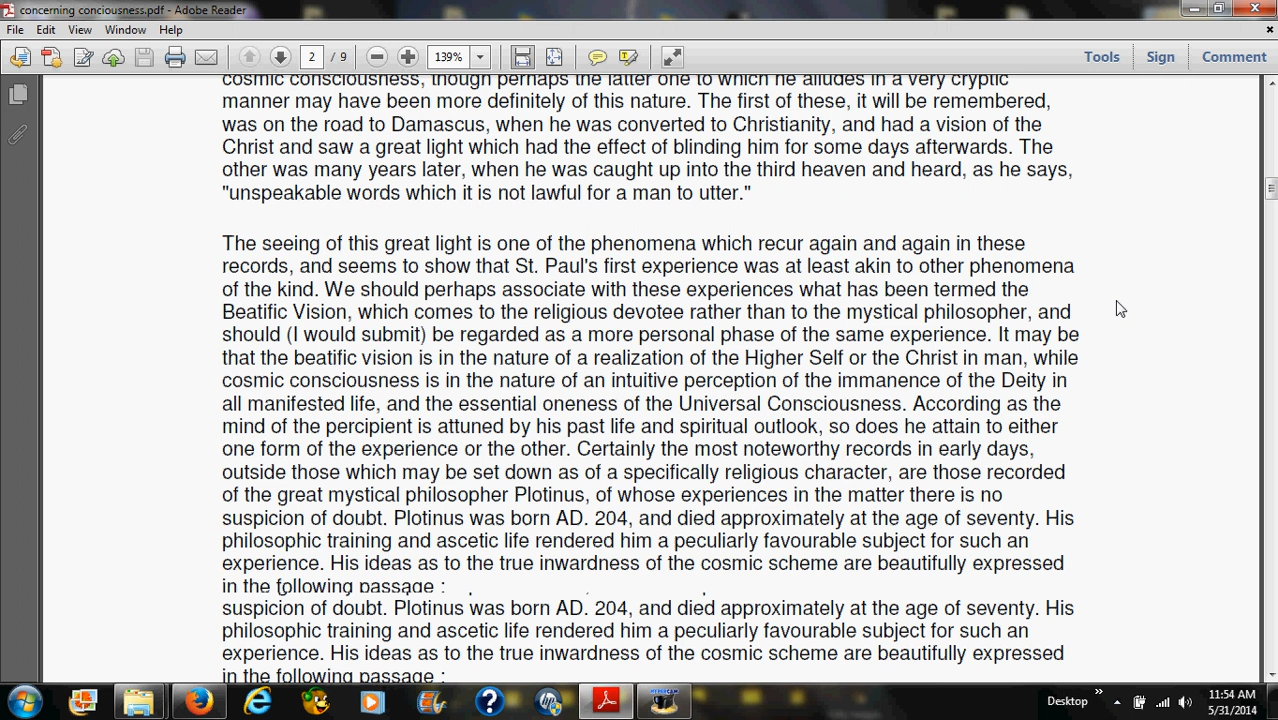 concerning conciousness.pdf - Adobe Reader
File Edit View Window Help
2 / 9 139% Tools Sign Comment
cosmic consciousness, though perhaps the latter one to which he alludes in a very cryptic
manner may have been more definitely of this nature. The first of these, it will be remembered,
was on the road to Damascus, when he was converted to Christianity, and had a vision of the
Christ and saw a great light which had the effect of blinding him for some days afterwards. The
other was many years later, when he was caught up into the third heaven and heard, as he says,
"unspeakable words which it is not lawful for a man to utter."
The seeing of this great light is one of the phenomena which recur again and again in these
records, and seems to show that St. Paul's first experience was at least akin to other phenomena
of the kind. We should perhaps associate with these experiences what has been termed the
Beatific Vision, which comes to the religious devotee rather than to the mystical philosopher, and
should (I would submit) be regarded as a more personal phase of the same experience. It may be
that the beatific vision is in the nature of a realization of the Higher Self or the Christ in man, while
cosmic consciousness is in the nature of an intuitive perception of the immanence of the Deity in
all manifested life, and the essential oneness of the Universal Consciousness. According as the
mind of the percipient is attuned by his past life and spiritual outlook, so does he attain to either
one form of the experience or the other. Certainly the most noteworthy records in early days,
outside those which may be set down as of a specifically religious character, are those recorded
of the great mystical philosopher Plotinus, of whose experiences in the matter there is no
suspicion of doubt. Plotinus was born AD. 204, and died approximately at the age of seventy. His
philosophic training and ascetic life rendered him a peculiarly favourable subject for such an
experience. His ideas as to the true inwardness of the cosmic scheme are beautifully expressed
in the following passage :
suspicion of doubt. Plotinus was born AD. 204, and died approximately at the age of seventy. His
philosophic training and ascetic life rendered him a peculiarly favourable subject for such an
experience. His ideas as to the true inwardness of the cosmic scheme are beautifully expressed
in the following passage :
Desktop
11:54 AM
5/31/2014